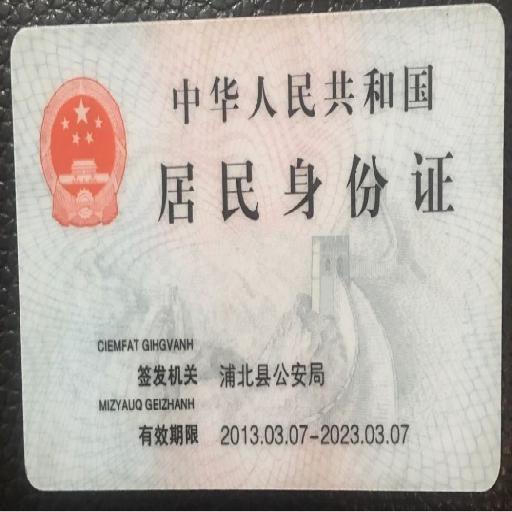 中华人民共和国
居民身份证
CIEMFAT GIHGVANH
签发机关 浦北县公安局
MIZYAUQ GEIZHANH
有效期限 2013.03.07-2023.03.07